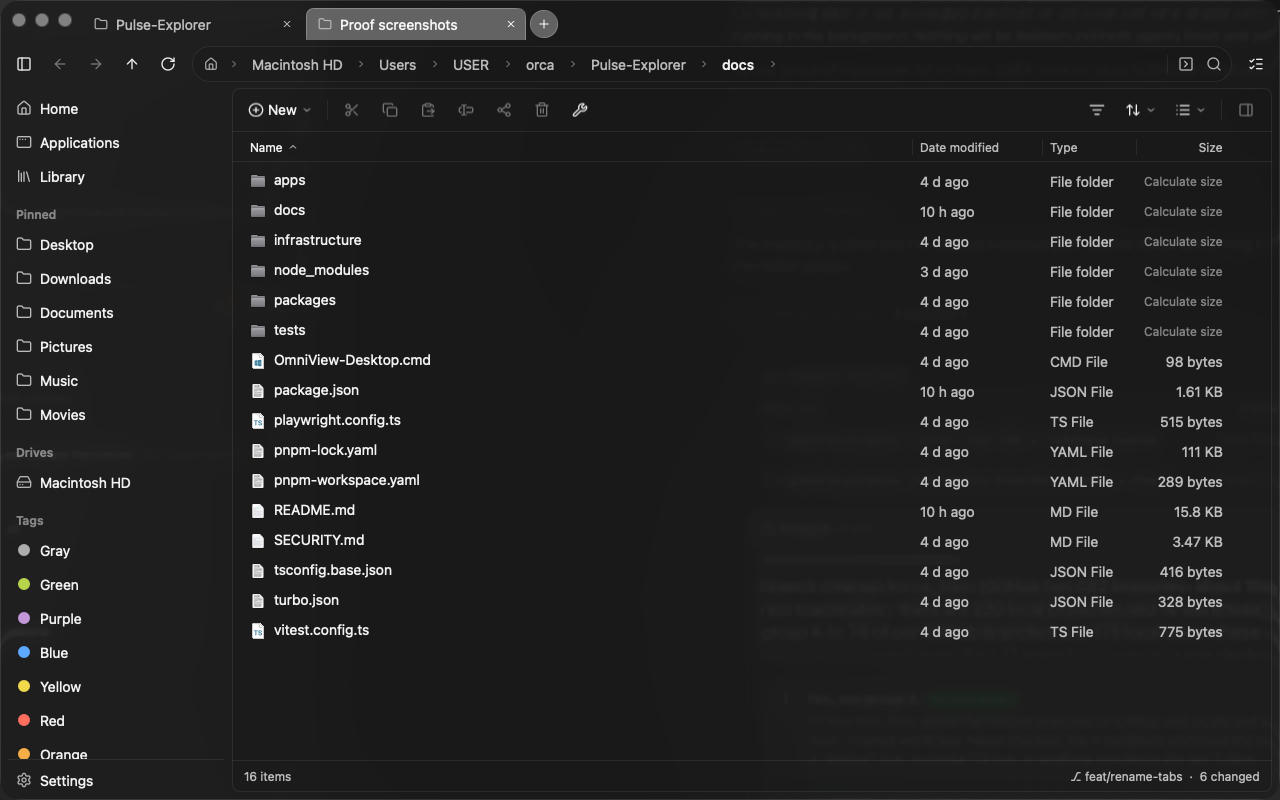 Pulse-Explorer
Proof screenshots
Macintosh HD Users USER orca Pulse-Explorer docs
Home
Applications
Library
Pinned
Desktop
Downloads
Documents
Pictures
Music
Movies
Drives
Macintosh HD
Tags
Gray
Green
Purple
Blue
Yellow
Red
Orange
Settings
New
Name Date modified Type Size
apps 4 d ago File folder Calculate size
docs 10 h ago File folder Calculate size
infrastructure 4 d ago File folder Calculate size
node_modules 3 d ago File folder Calculate size
packages 4 d ago File folder Calculate size
tests 4 d ago File folder Calculate size
OmniView-Desktop.cmd 4 d ago CMD File 98 bytes
package.json 10 h ago JSON File 1.61 KB
playwright.config.ts 4 d ago TS File 515 bytes
pnpm-lock.yaml 4 d ago YAML File 111 KB
pnpm-workspace.yaml 4 d ago YAML File 289 bytes
README.md 10 h ago MD File 15.8 KB
SECURITY.md 4 d ago MD File 3.47 KB
tsconfig.base.json 4 d ago JSON File 416 bytes
turbo.json 4 d ago JSON File 328 bytes
vitest.config.ts 4 d ago TS File 775 bytes
16 items
feat/rename-tabs · 6 changed